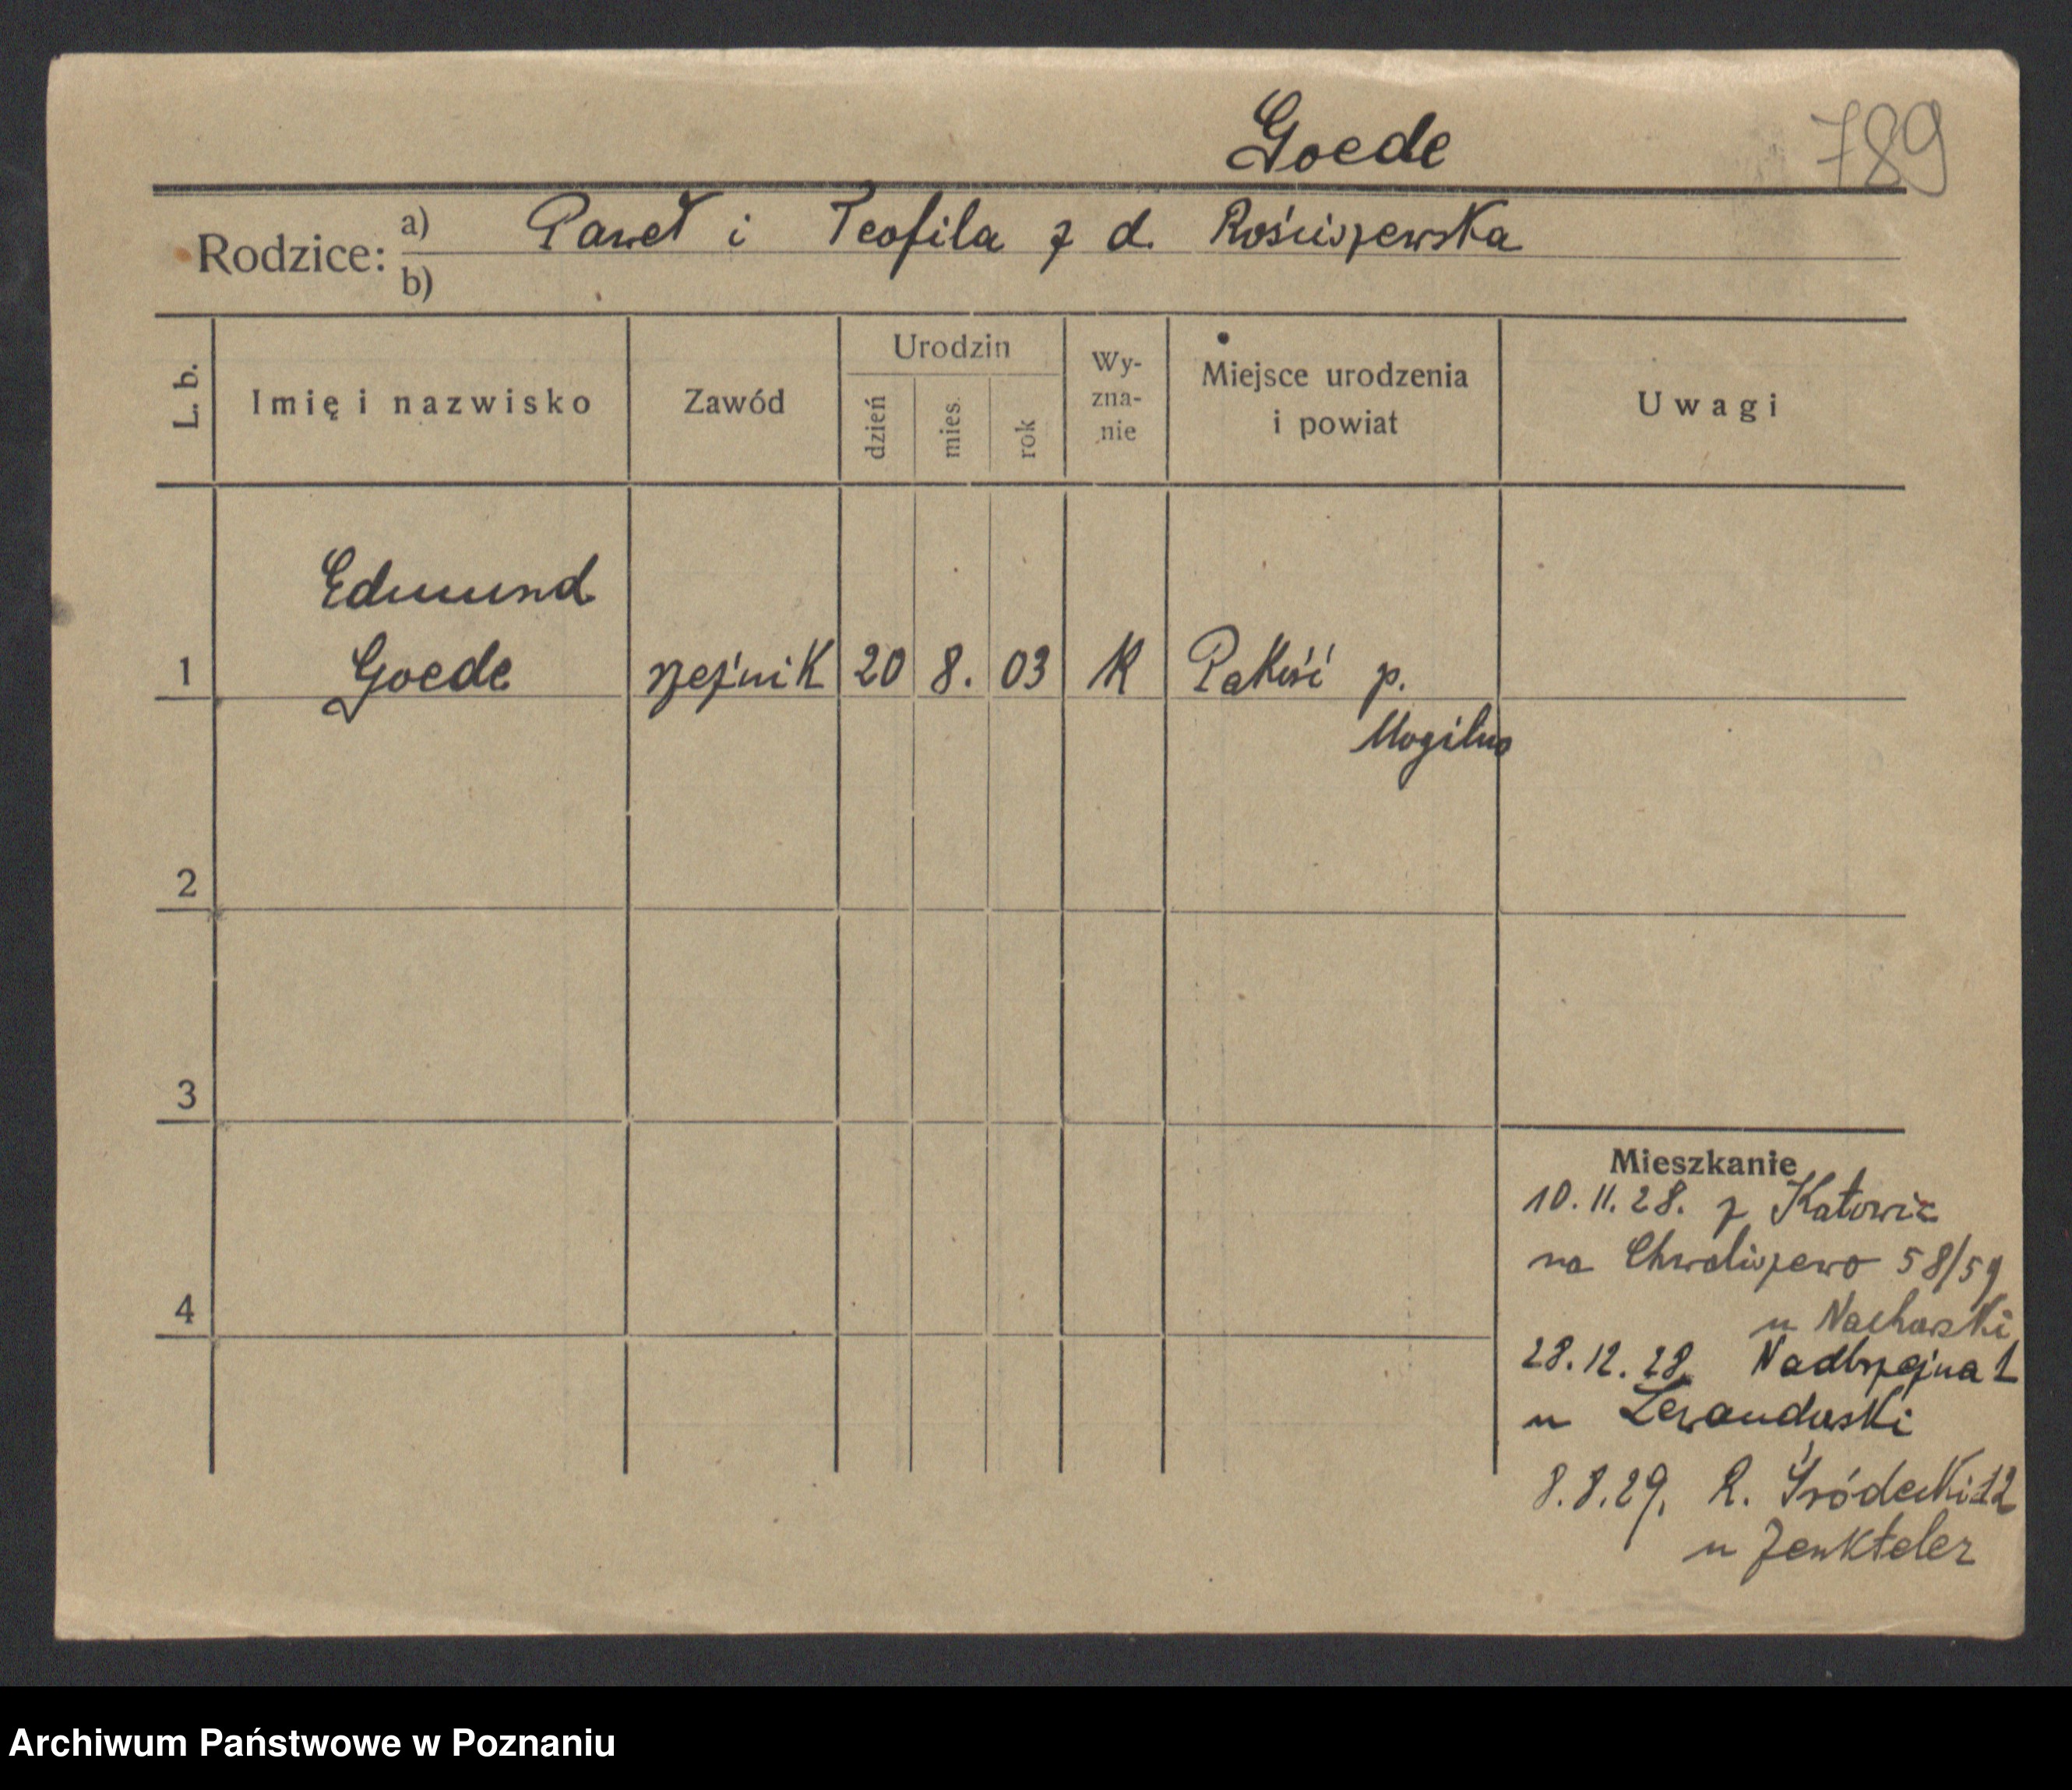 Goede
789
Rodzice: a) Paweł i Teofila z d. Rościszewska
b)
L. b. Imię i nazwisko Zawód Urodzin dzień mies. rok Wy-zna-nie Miejsce urodzenia i powiat Uwagi
Edmund
1 Goede rzeźnik 20 8. 03 K Pakość p.
Mogilno
2
3
4
Mieszkanie
10.11.28. z Katowic
na Chwaliszewo 58/59
u
28.12.28. Nadbrzeżna 1
u Lewandowski
8.8.29. R. Śródecki 12
u Jenkteler
Archiwum Państwowe w Poznaniu